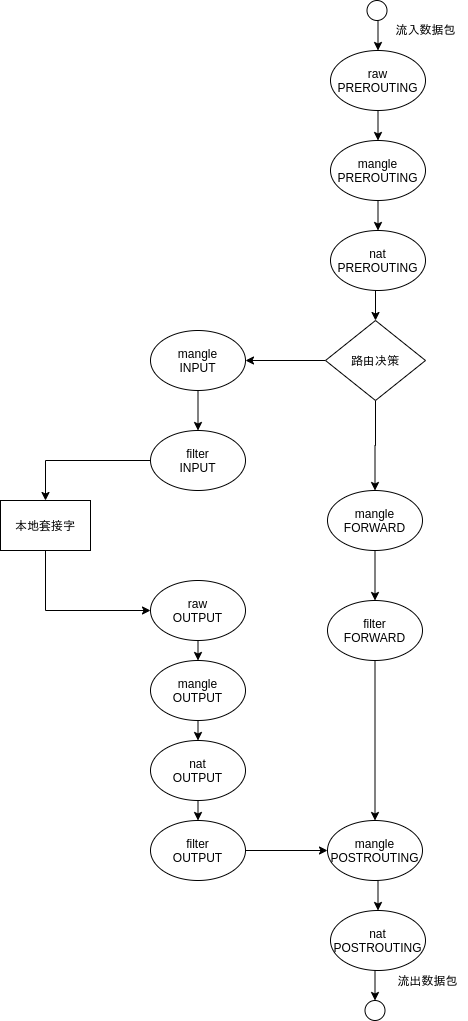 流入数据包
raw
PREROUTING
mangle
PREROUTING
nat
PREROUTING
路由决策
mangle
INPUT
filter
INPUT
本地套接字
mangle
FORWARD
raw
OUTPUT
filter
FORWARD
mangle
OUTPUT
nat
OUTPUT
filter
OUTPUT
mangle
POSTROUTING
nat
POSTROUTING
流出数据包